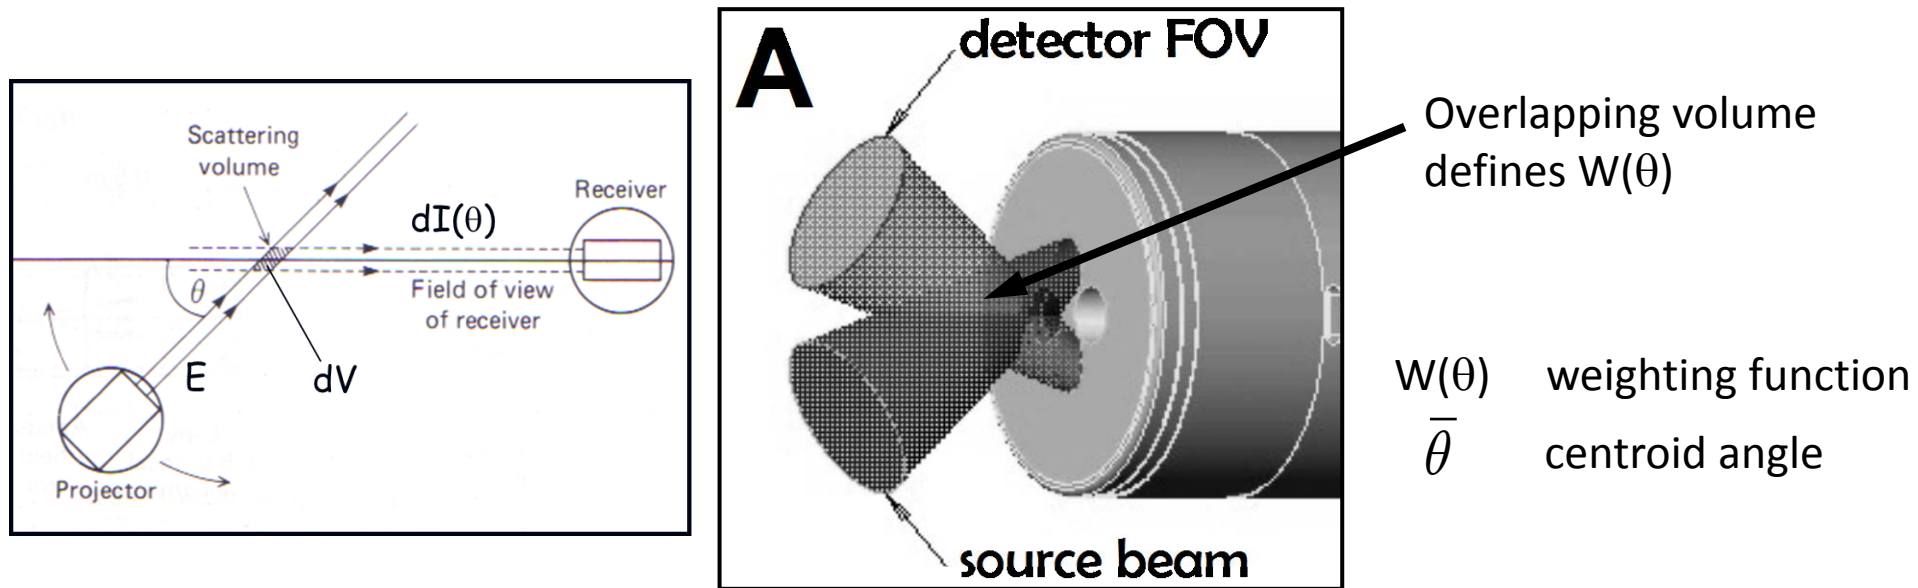 Scattering
volume
Receiver
dI(θ)
θ
Field of view
of receiver
E
dV
Projector
A
detector FOV
source beam
Overlapping volume
defines W(θ)
W(θ) weighting function
θ̅ centroid angle